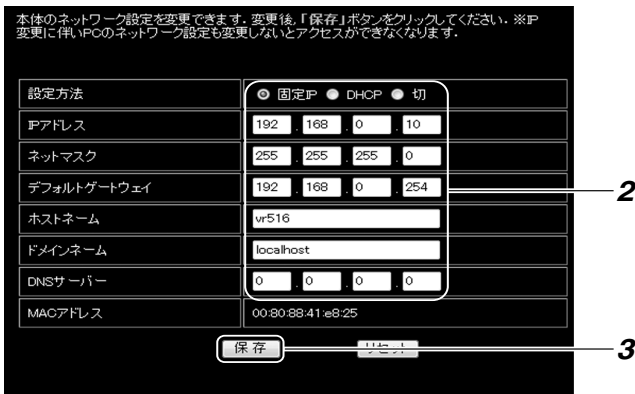 本体のネットワーク設定を変更できます．変更後，「保存」ボタンをクリックしてください．※IP
変更に伴いPCのネットワーク設定も変更しないとアクセスができなくなります．
設定方法 固定IP DHCP 切
IPアドレス 192 . 168 . 0 . 10
ネットマスク 255 . 255 . 255 . 0
デフォルトゲートウェイ 192 . 168 . 0 . 254
2
ホストネーム vr516
ドメインネーム localhost
DNSサーバー 0 . 0 . 0 . 0
MACアドレス 00:80:88:41:e8:25
保存 リセット
3